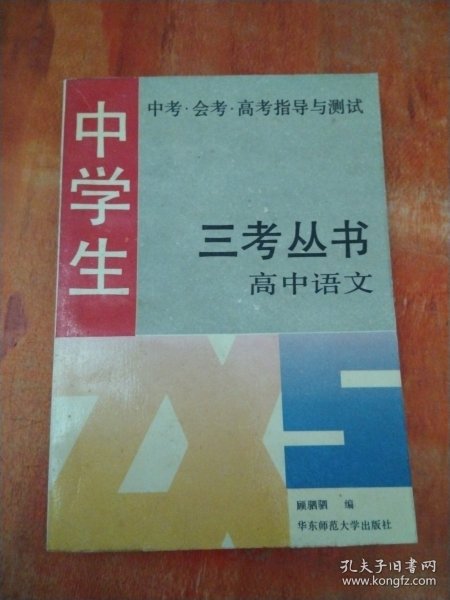 中学生
中考·会考·高考指导与测试
三考丛书
高中语文
ZXS
顾驷驷 编
华东师范大学出版社
孔夫子旧书网
www.kongfz.com